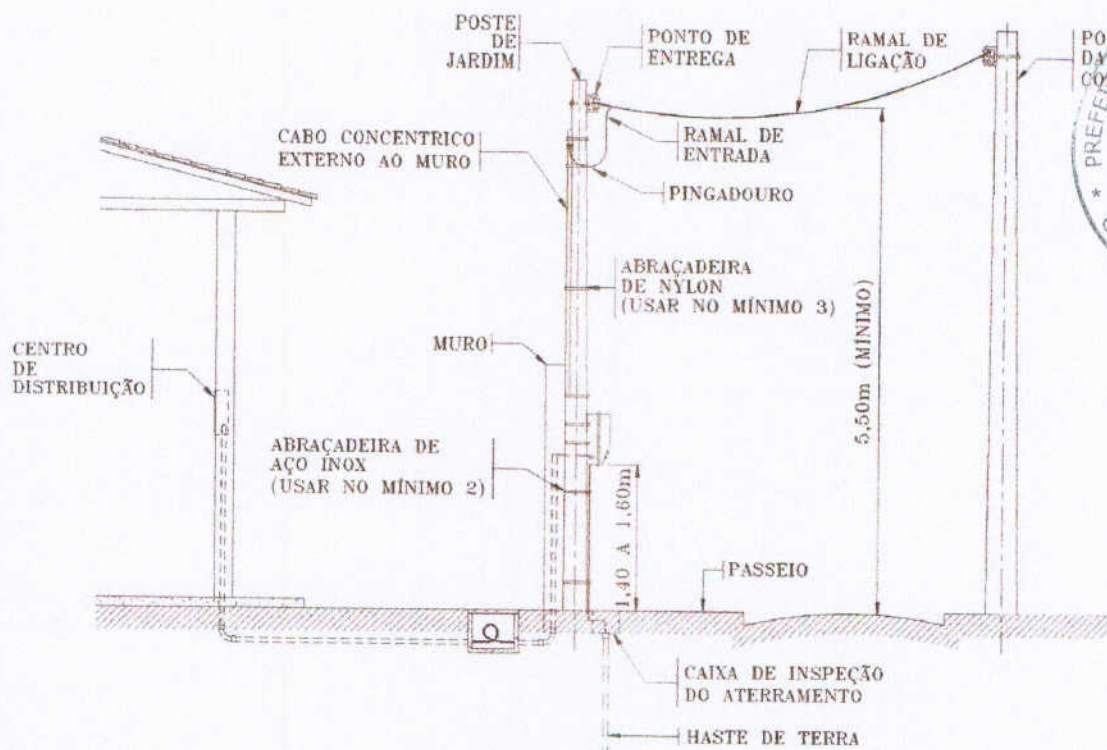 POSTE
DE
JARDIM
PONTO DE
ENTREGA
RAMAL DE
LIGAÇÃO
CABO CONCENTRICO
EXTERNO AO MURO
RAMAL DE
ENTRADA
PINGADOURO
* PREFEI
ABRAÇADEIRA
DE NYLON
(USAR NO MÍNIMO 3)
5,50m (MINIMO)
MURO
CENTRO
DE
DISTRIBUIÇÃO
ABRAÇADEIRA DE
AÇO INOX
(USAR NO MÍNIMO 2)
1,40 A 1,60m
PASSEIO
CAIXA DE INSPEÇÃO
DO ATERRAMENTO
HASTE DE TERRA